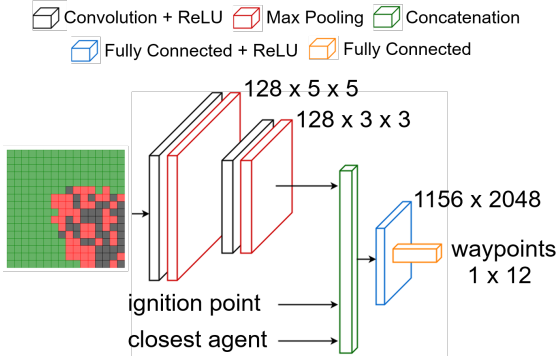 Convolution + ReLU Max Pooling Concatenation
Fully Connected + ReLU Fully Connected
128 x 5 x 5
128 x 3 x 3
1156 x 2048
waypoints
1 x 12
ignition point
closest agent